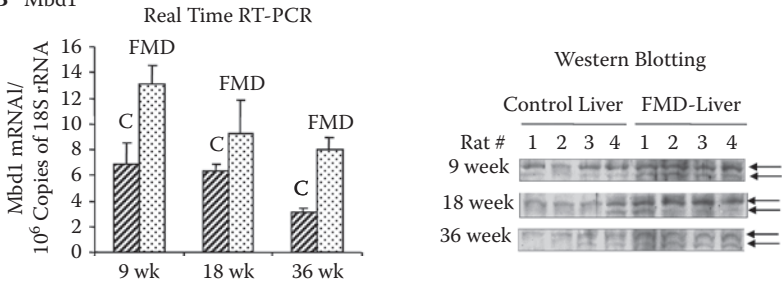 Mbd1
Real Time RT-PCR
Mbd1 mRNAl/
10⁶ Copies of 18S rRNA
16
14
12
10
8
6
4
2
0
C
FMD
C
FMD
C
FMD
9 wk 18 wk 36 wk
Western Blotting
Control Liver FMD-Liver
Rat # 1 2 3 4 1 2 3 4
9 week
18 week
36 week